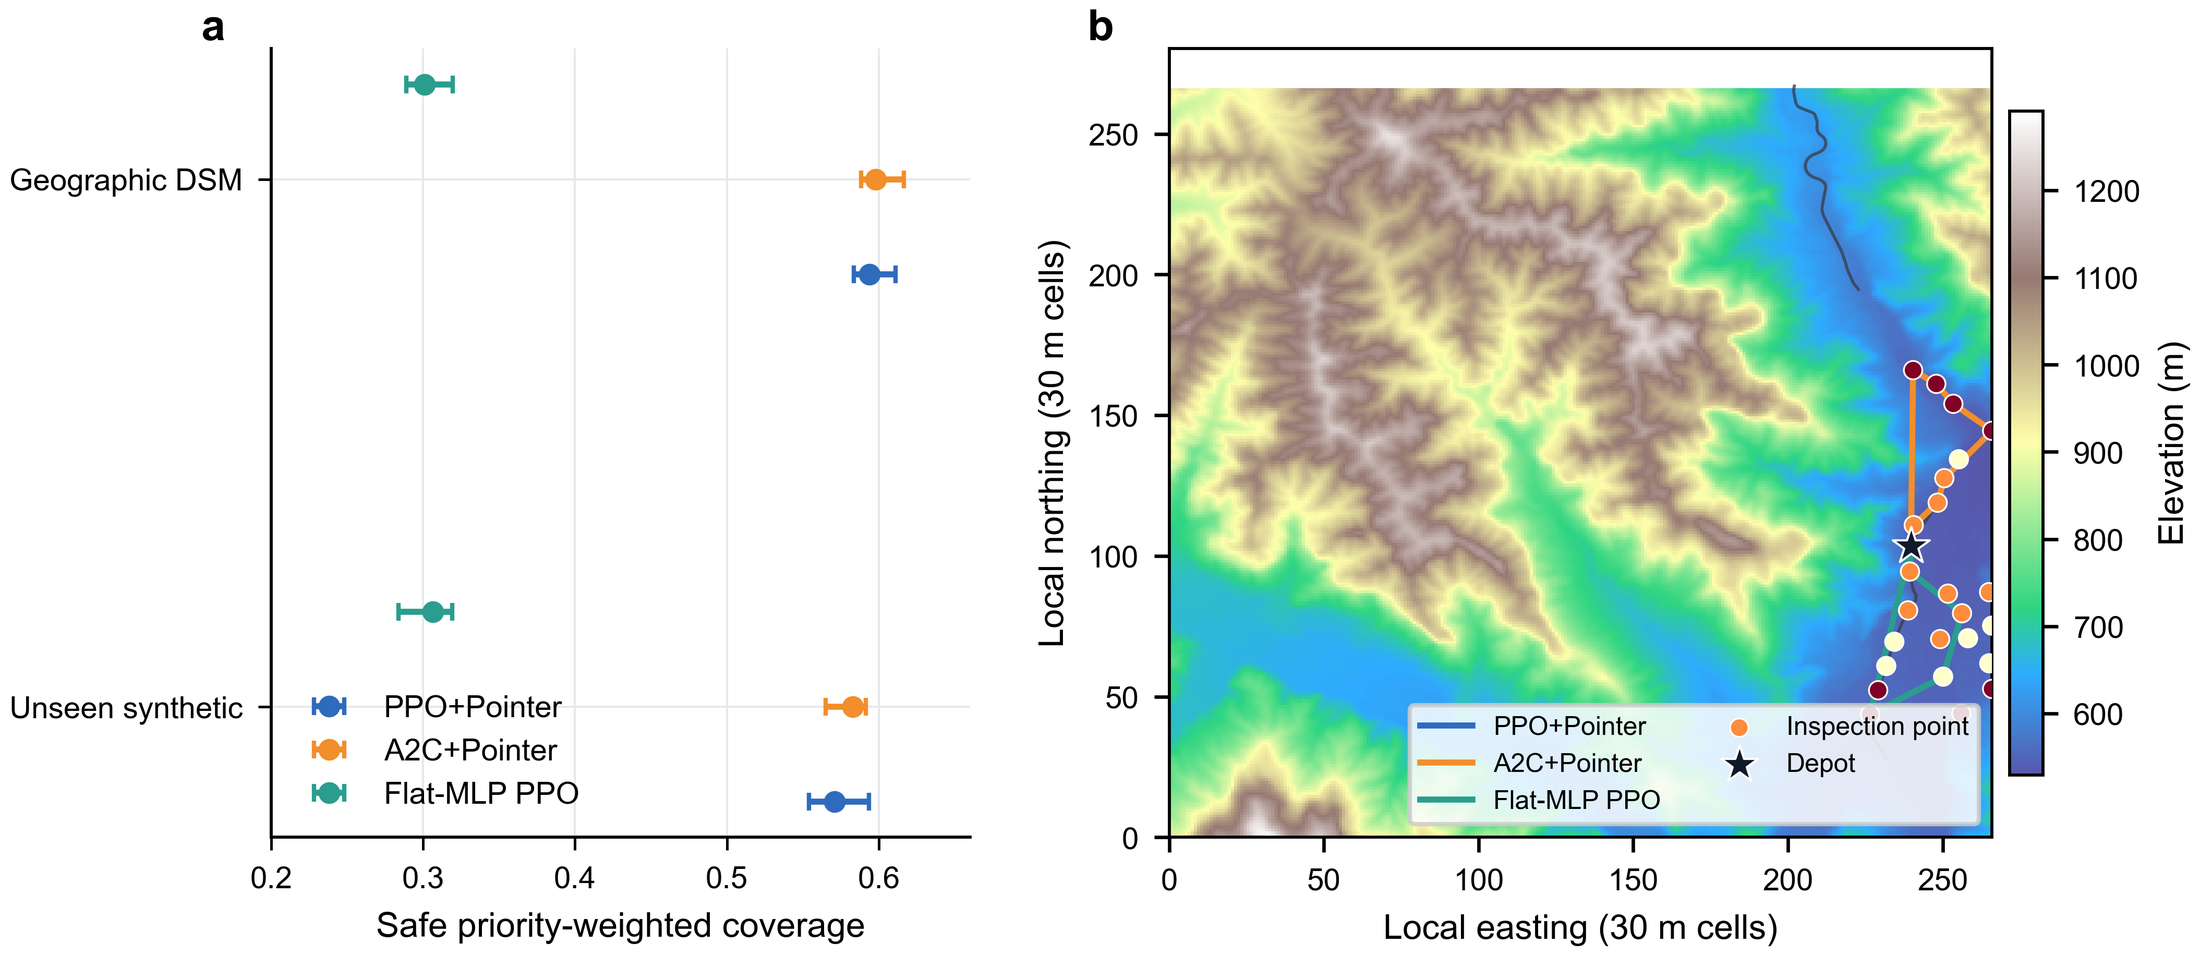 a
Geographic DSM
Unseen synthetic
PPO+Pointer
A2C+Pointer
Flat-MLP PPO
0.2
0.3
0.4
0.5
0.6
Safe priority-weighted coverage
b
Local northing (30 m cells)
250
200
150
100
50
0
PPO+Pointer
A2C+Pointer
Flat-MLP PPO
Inspection point
Depot
0
50
100
150
200
250
Local easting (30 m cells)
1200
1100
1000
900
800
700
600
Elevation (m)